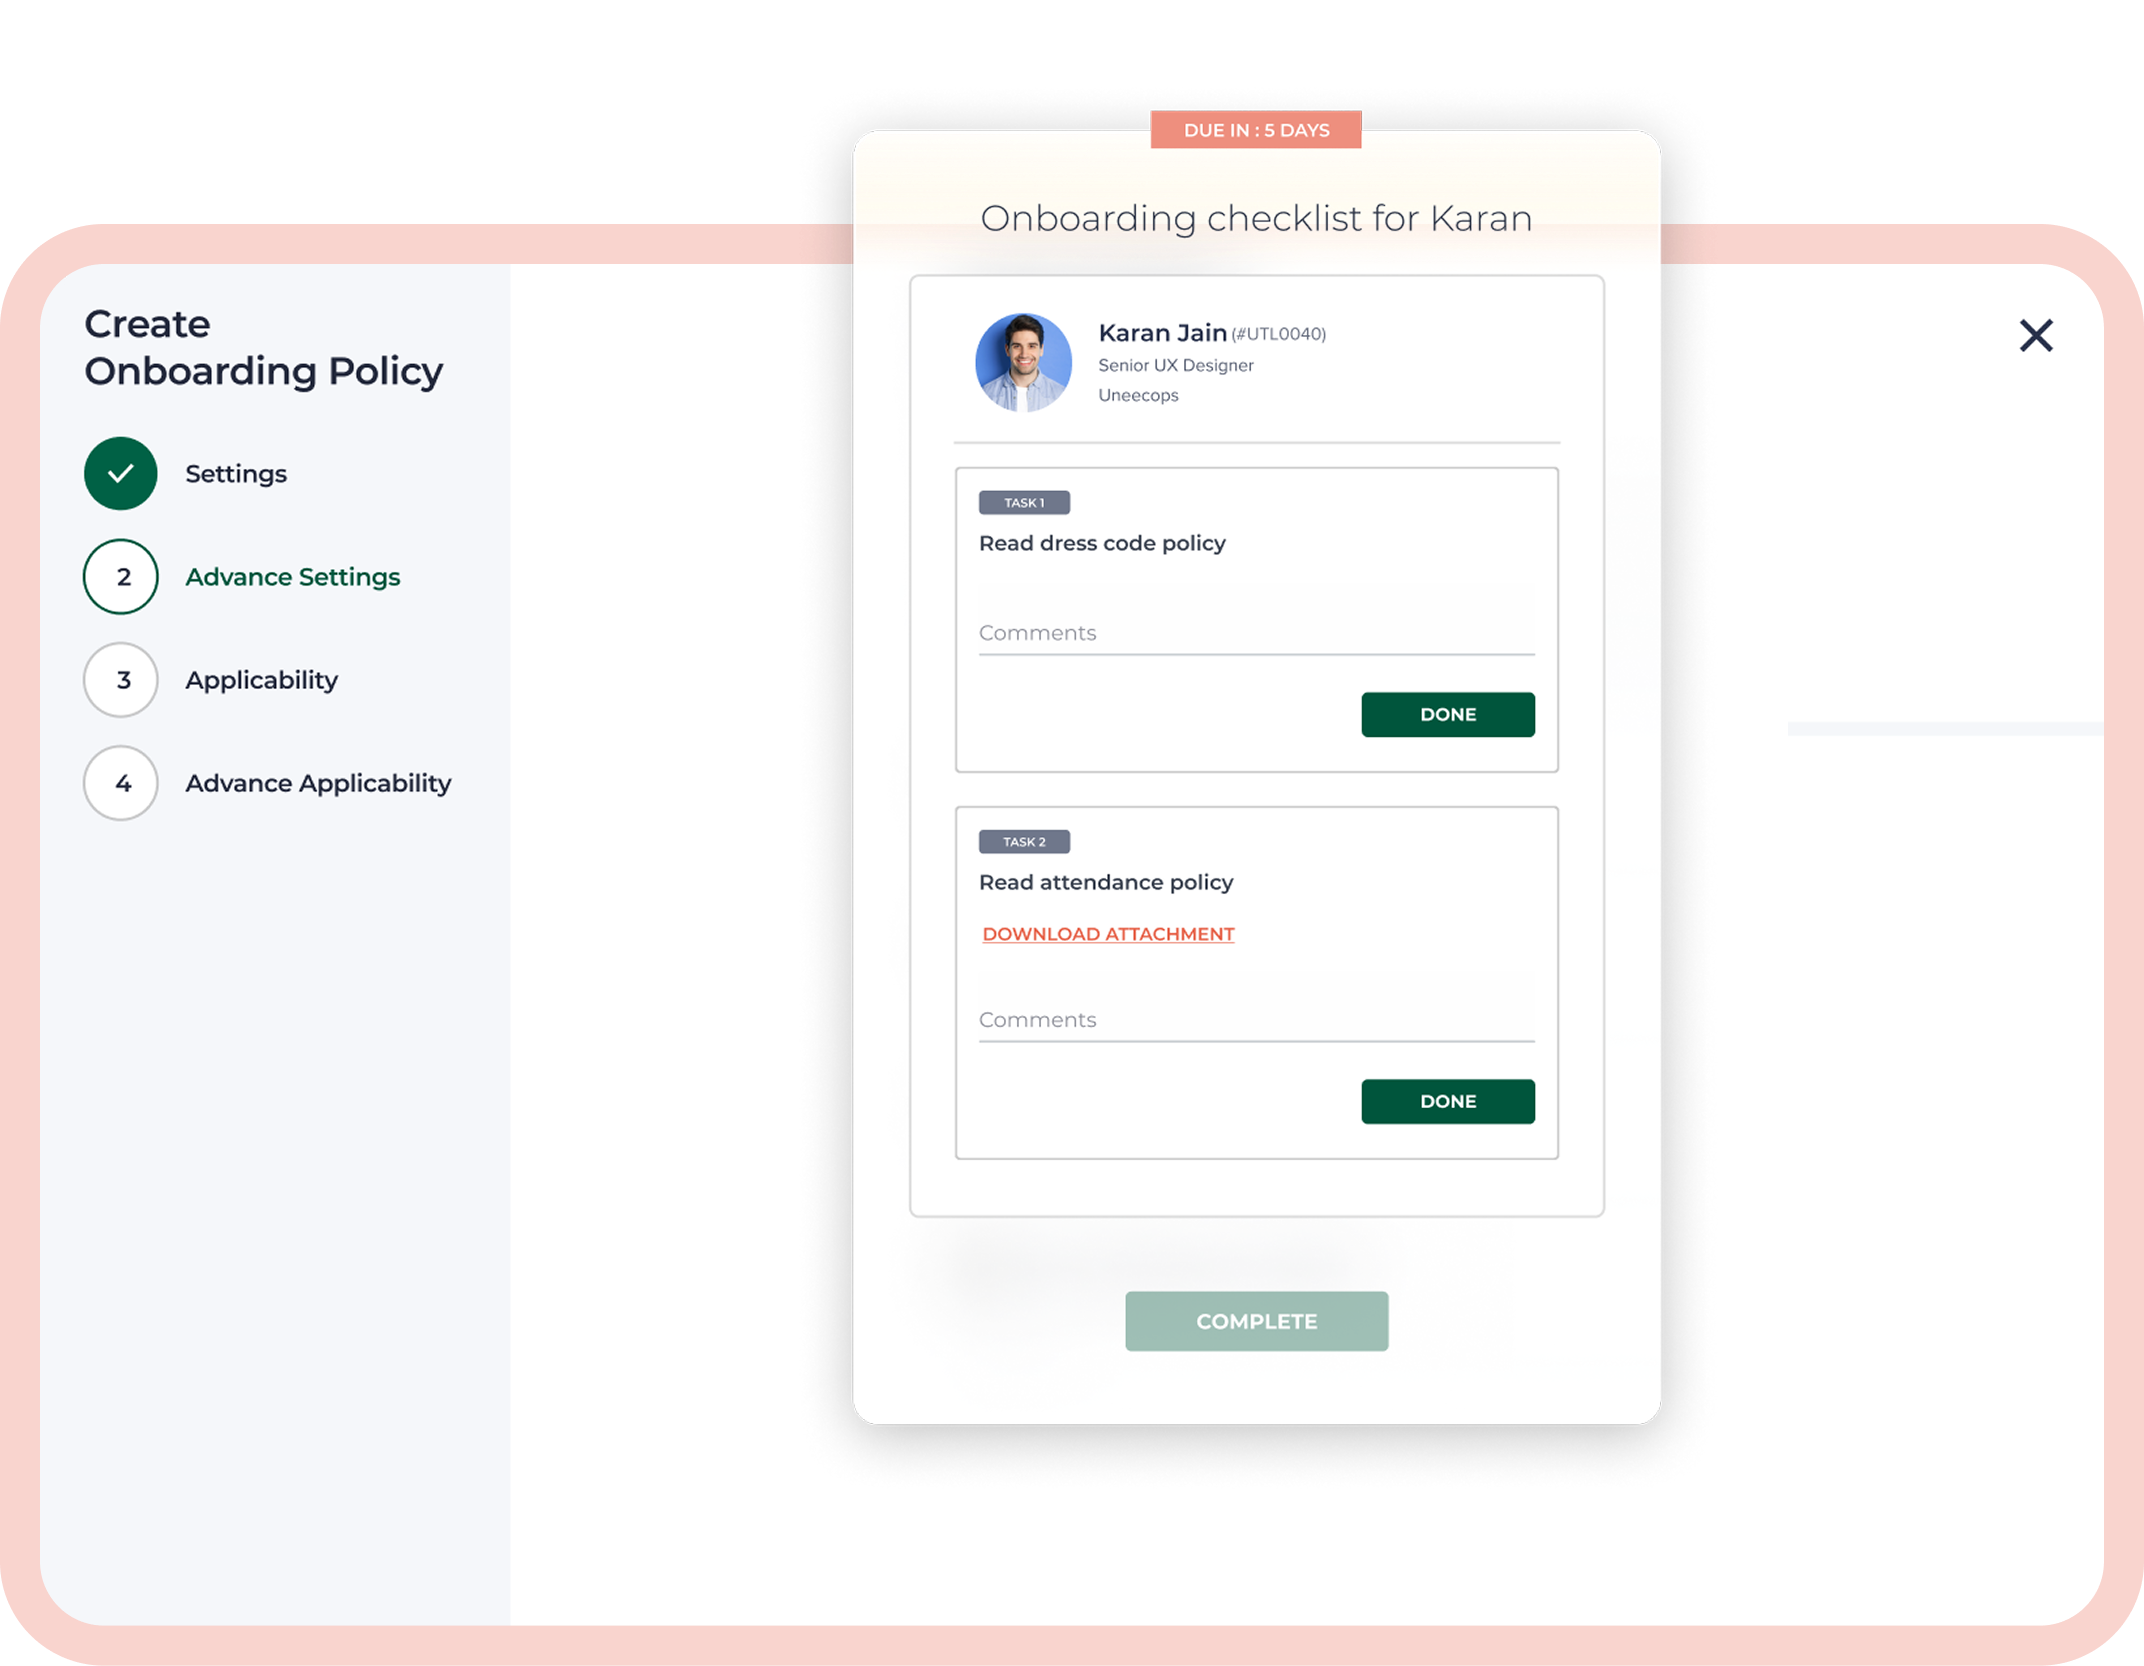 Create
Onboarding Policy
Settings
2 Advance Settings
3 Applicability
4 Advance Applicability
DUE IN : 5 DAYS
Onboarding checklist for Karan
Karan Jain (#UTL0040)
Senior UX Designer
Uneecops
TASK 1
Read dress code policy
Comments
DONE
TASK 2
Read attendance policy
DOWNLOAD ATTACHMENT
Comments
DONE
COMPLETE